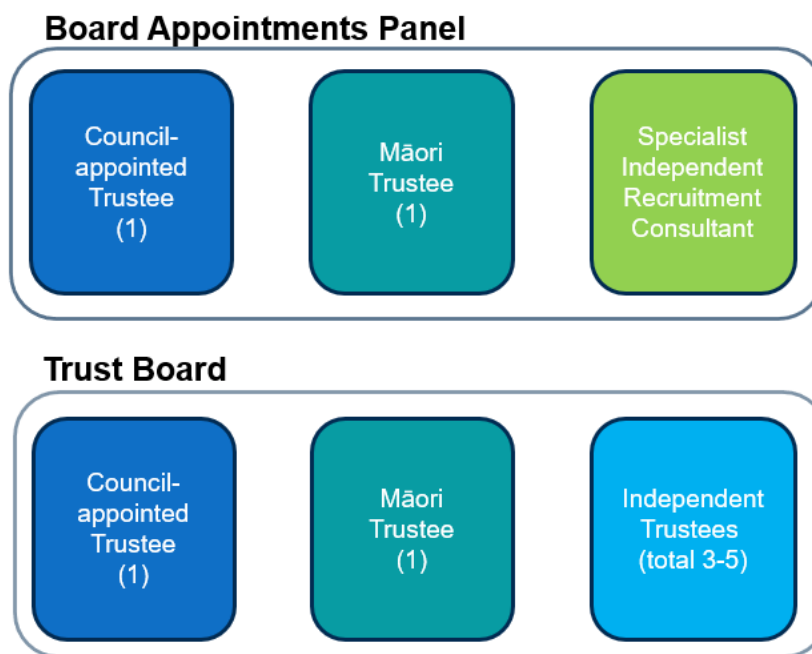 Board Appointments Panel
Council-
appointed
Trustee
(1)
Māori
Trustee
(1)
Specialist
Independent
Recruitment
Consultant
Trust Board
Council-
appointed
Trustee
(1)
Māori
Trustee
(1)
Independent
Trustees
(total 3-5)